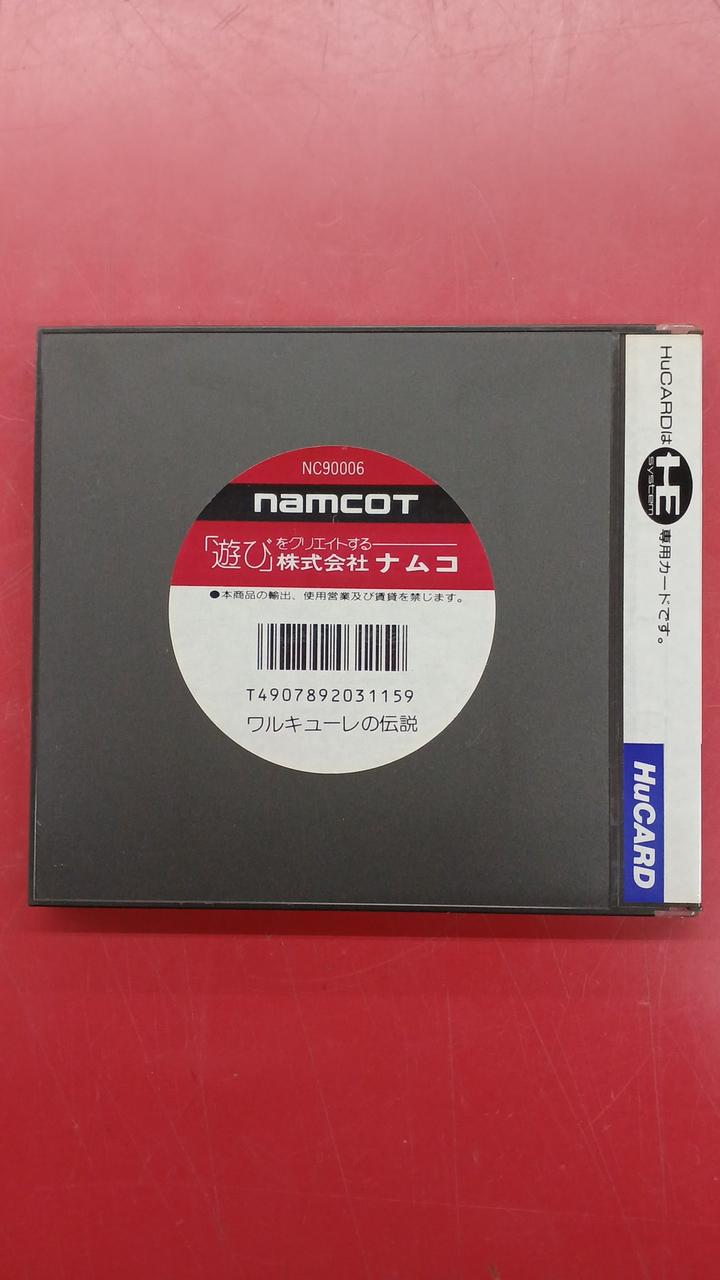 NC90006
namcot
「遊び」をクリエイトする
株式会社ナムコ
●本商品の輸出、使用営業及び賃貸を禁じます。
T4907892031159
ワルキューレの伝説
HuCARDは HE system 専用カードです。
HuCARD